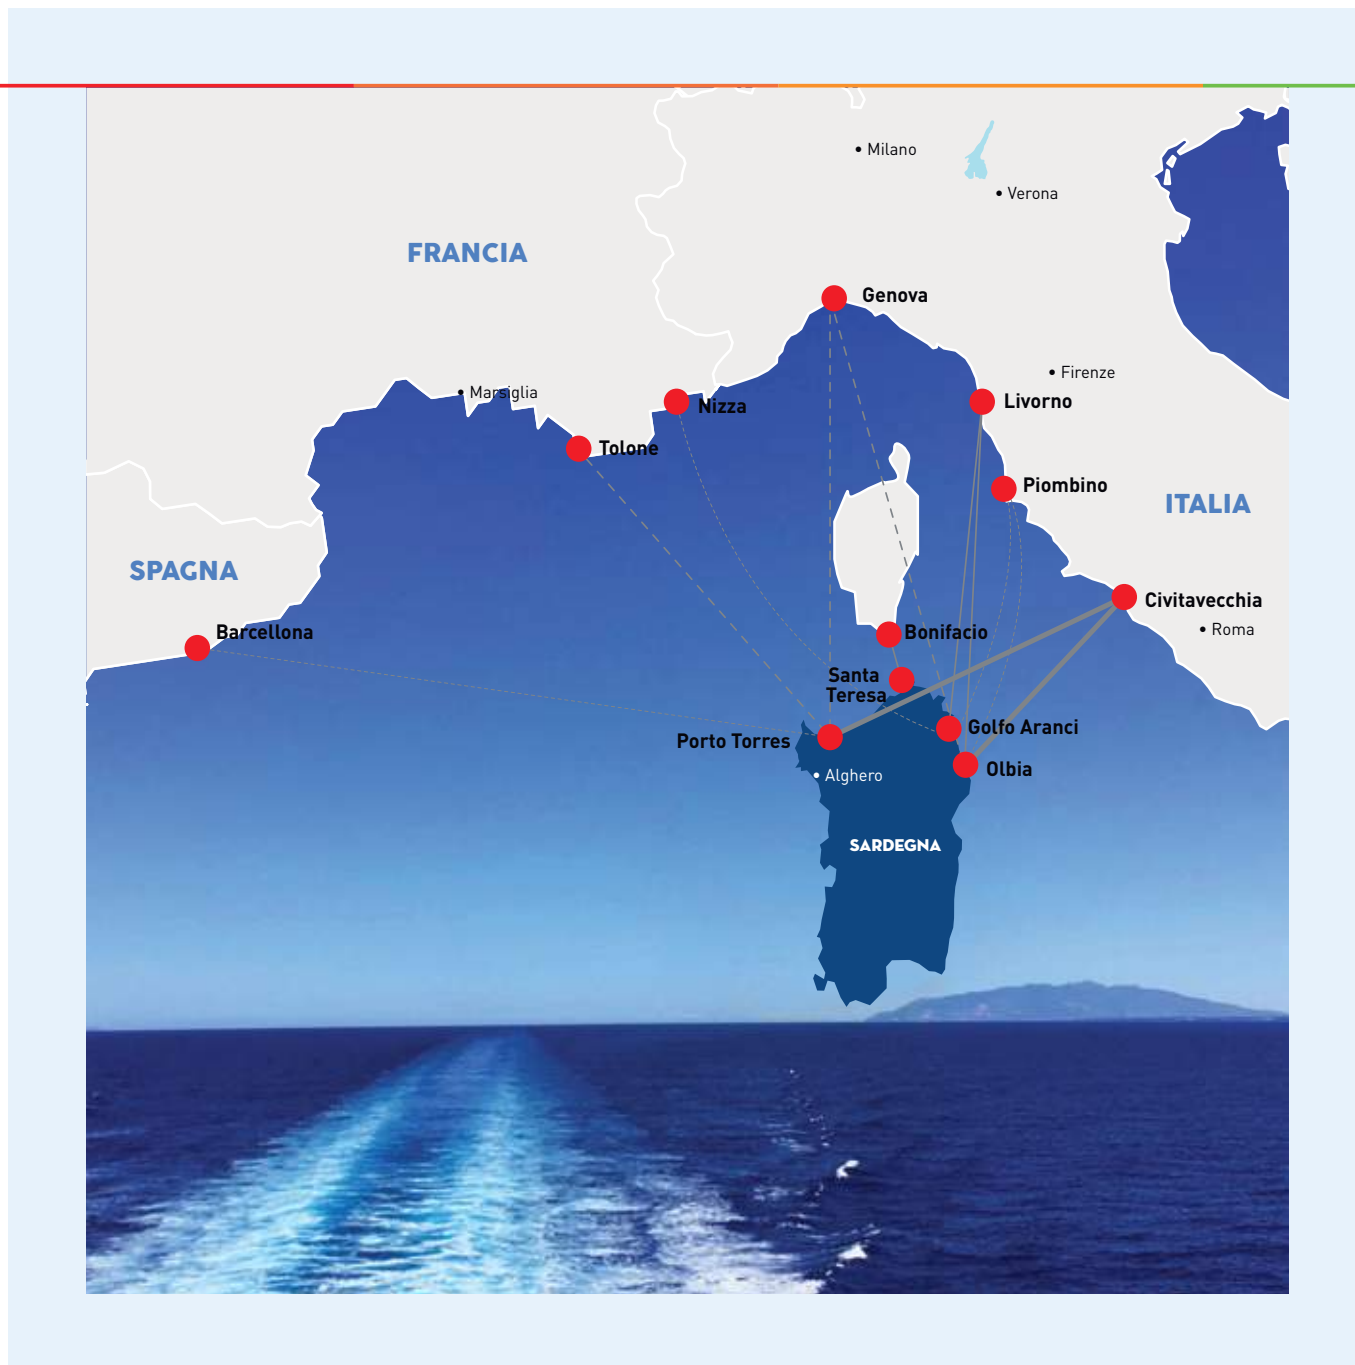 Milano
Verona
FRANCIA
Genova
Firenze
Marsiglia
Nizza
Livorno
Tolone
Piombino
ITALIA
SPAGNA
Civitavecchia
Barcellona
Bonifacio
Roma
Santa
Teresa
Golfo Aranci
Porto Torres
Olbia
Alghero
SARDEGNA